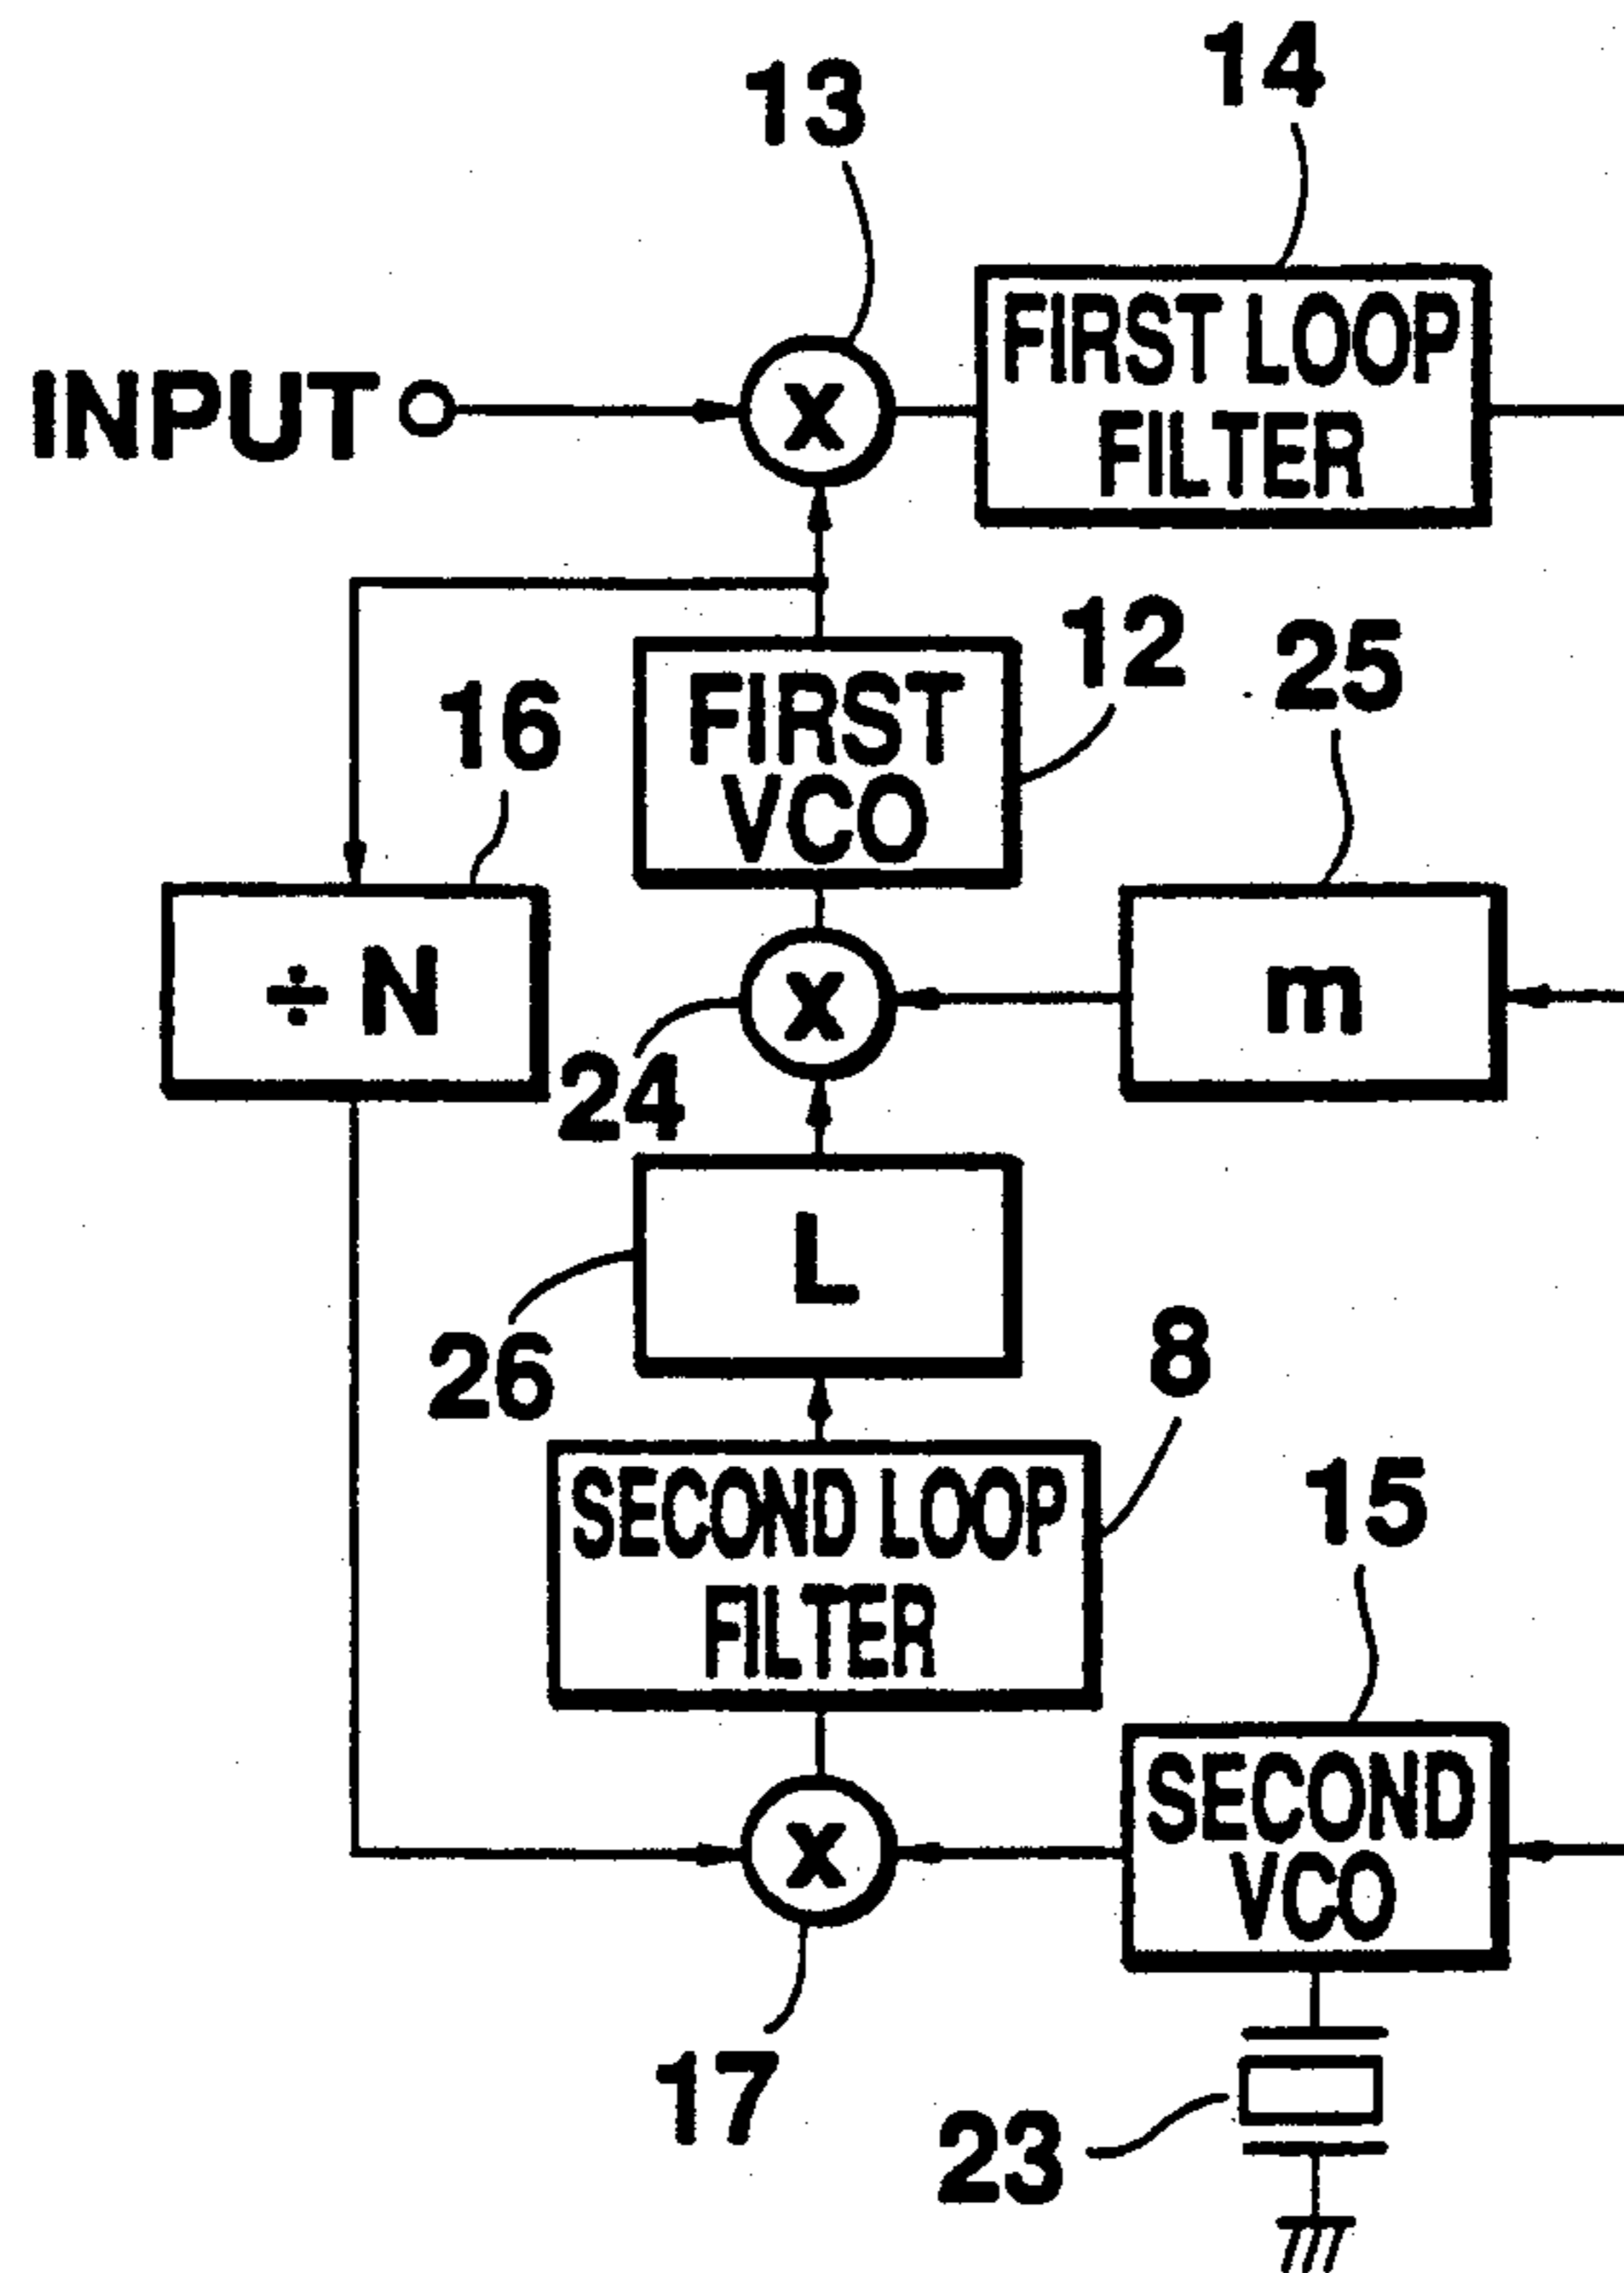 14
13
FIRST LOOP
FILTER
INPUT
X
12
25
16
FIRST
VCO
÷ N
X
m
24
L
26
8
SECOND LOOP
FILTER
15
SECOND
VCO
X
17
23